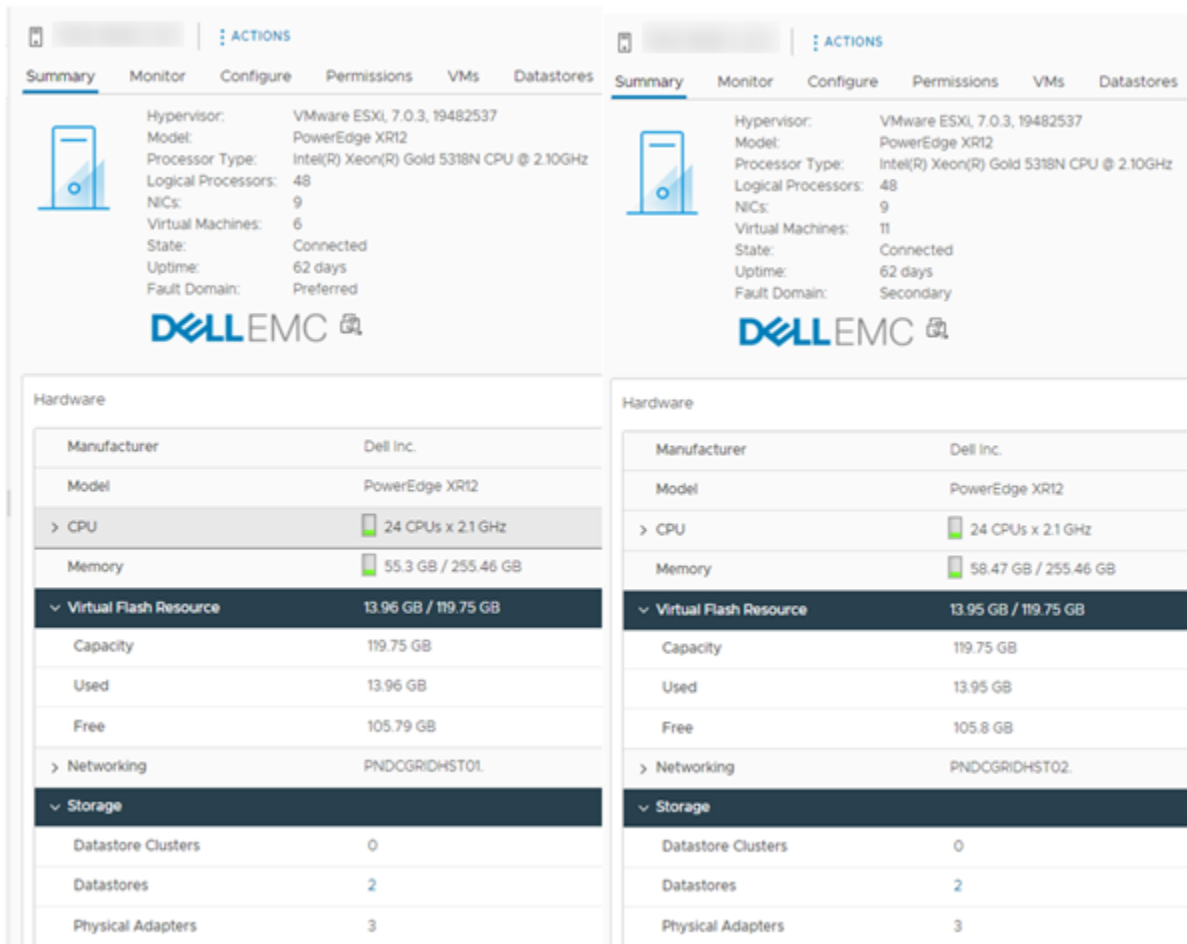 ACTIONS
Summary Monitor Configure Permissions VMs Datastores
Hypervisor: VMware ESXi, 7.0.3, 19482537
Model: PowerEdge XR12
Processor Type: Intel(R) Xeon(R) Gold 5318N CPU @ 2.10GHz
Logical Processors: 48
NICs: 9
Virtual Machines: 6
State: Connected
Uptime: 62 days
Fault Domain: Preferred
DELLEMC
Hardware
Manufacturer Dell Inc.
Model PowerEdge XR12
CPU 24 CPUs x 2.1 GHz
Memory 55.3 GB / 255.46 GB
Virtual Flash Resource 13.96 GB / 119.75 GB
Capacity 119.75 GB
Used 13.96 GB
Free 105.79 GB
Networking PNDCGRIDHST01.
Storage
Datastore Clusters 0
Datastores 2
Physical Adapters 3
ACTIONS
Summary Monitor Configure Permissions VMs Datastores
Hypervisor: VMware ESXi, 7.0.3, 19482537
Model: PowerEdge XR12
Processor Type: Intel(R) Xeon(R) Gold 5318N CPU @ 2.10GHz
Logical Processors: 48
NICs: 9
Virtual Machines: 11
State: Connected
Uptime: 62 days
Fault Domain: Secondary
DELLEMC
Hardware
Manufacturer Dell Inc.
Model PowerEdge XR12
CPU 24 CPUs x 2.1 GHz
Memory 58.47 GB / 255.46 GB
Virtual Flash Resource 13.95 GB / 119.75 GB
Capacity 119.75 GB
Used 13.95 GB
Free 105.8 GB
Networking PNDCGRIDHST02.
Storage
Datastore Clusters 0
Datastores 2
Physical Adapters 3